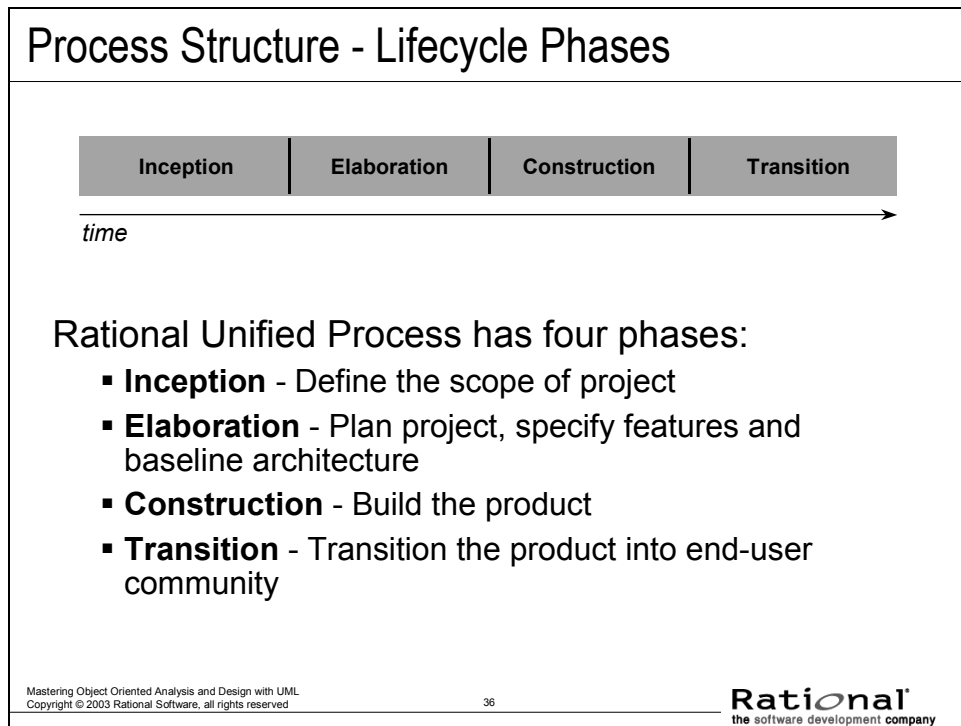 Process Structure - Lifecycle Phases
Inception Elaboration Construction Transition
time
Rational Unified Process has four phases:
▪ Inception - Define the scope of project
▪ Elaboration - Plan project, specify features and
baseline architecture
▪ Construction - Build the product
▪ Transition - Transition the product into end-user
community
Mastering Object Oriented Analysis and Design with UML
Copyright © 2003 Rational Software, all rights reserved
36
Rational
the software development company